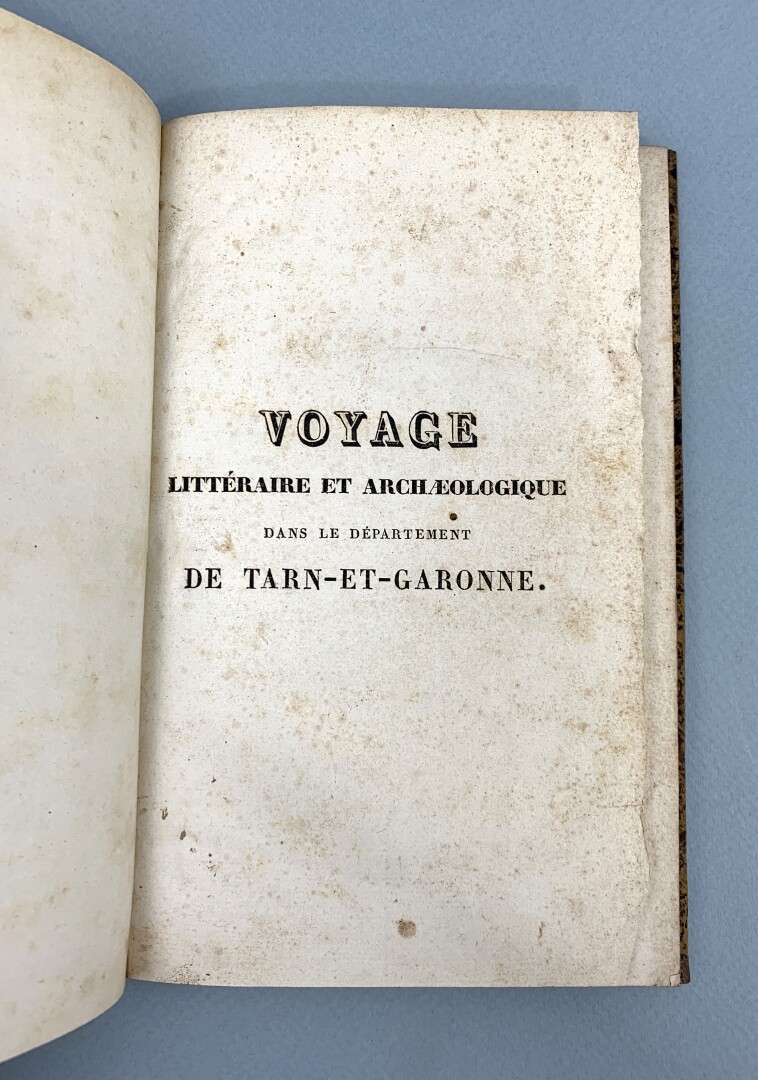 VOYAGE
LITTÉRAIRE ET ARCHÆOLOGIQUE
DANS LE DÉPARTEMENT
DE TARN-ET-GARONNE.